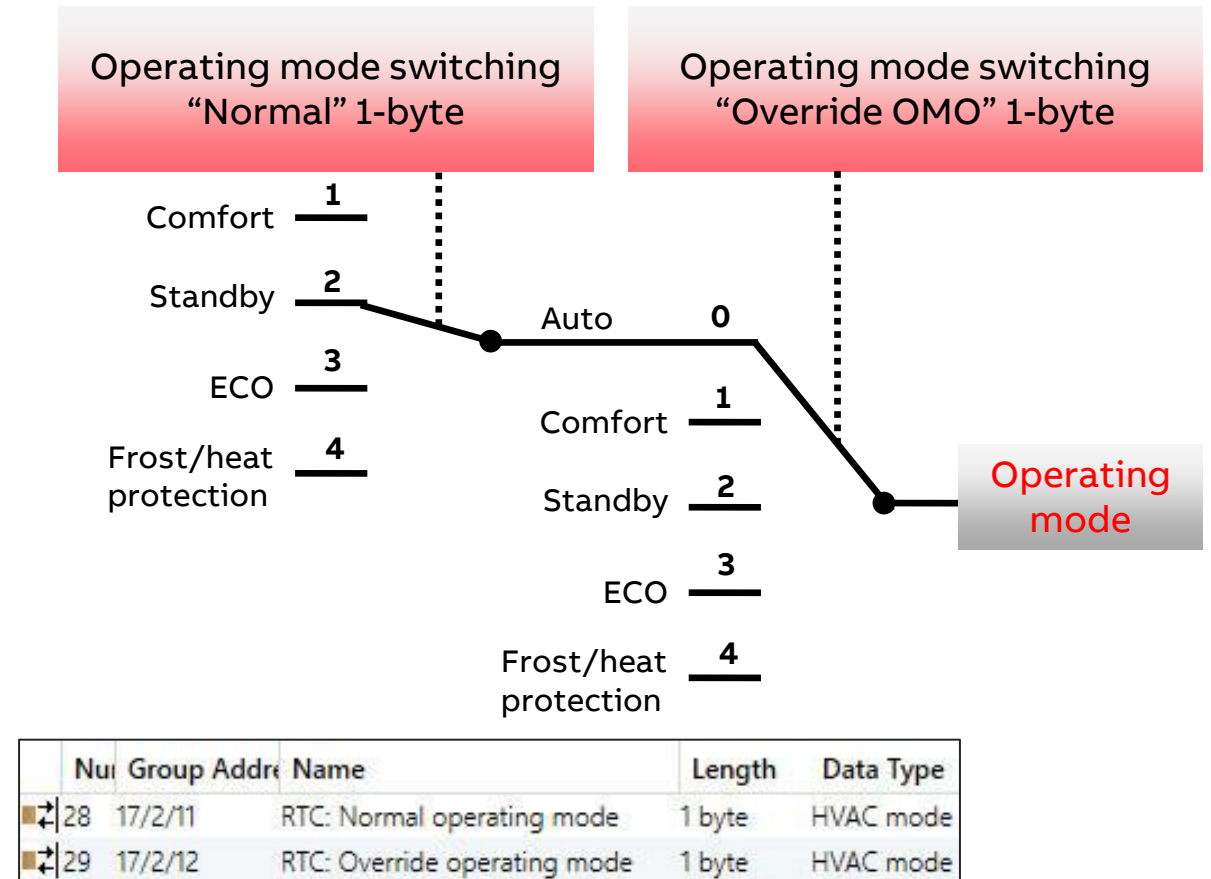 Operating mode switching
“Normal” 1-byte
Operating mode switching
“Override OMO” 1-byte
Comfort 1
Standby 2
ECO 3
Frost/heat
protection 4
Auto 0
Comfort 1
Standby 2
ECO 3
Frost/heat
protection 4
Operating
mode
Nu Group Addre Name Length Data Type
28 17/2/11 RTC: Normal operating mode 1 byte HVAC mode
29 17/2/12 RTC: Override operating mode 1 byte HVAC mode